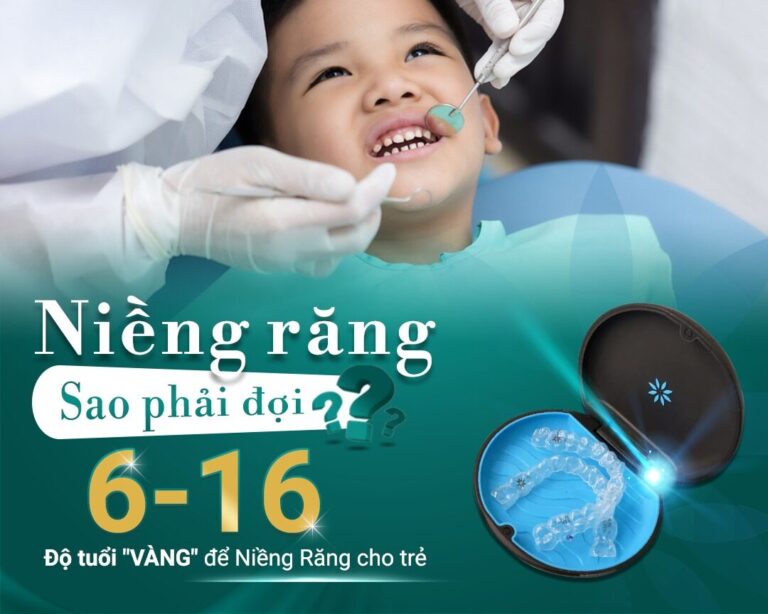 Niềng răng
Sao phải đợi ???
6-16
Độ tuổi "VÀNG" để Niềng Răng cho trẻ